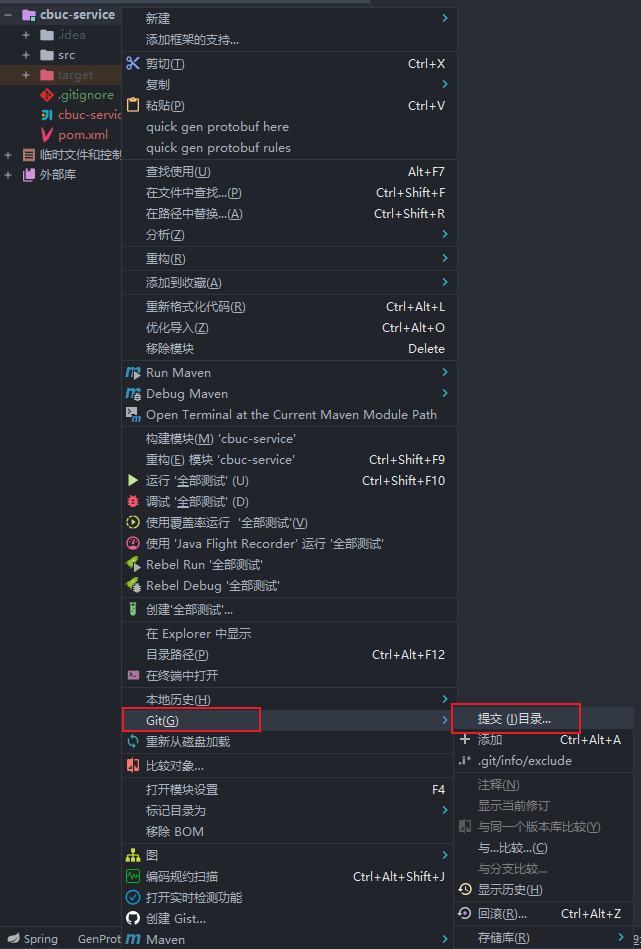 cbuc-service
.idea
src
target
.gitignore
cbuc-servic
pom.xml
临时文件和控制
外部库
新建
添加框架的支持...
剪切(T) Ctrl+X
复制
粘贴(P) Ctrl+V
quick gen protobuf here
quick gen protobuf rules
查找使用(U) Alt+F7
在文件中查找...(P) Ctrl+Shift+F
在路径中替换...(A) Ctrl+Shift+R
分析(Z)
重构(R)
添加到收藏(A)
重新格式化代码(R) Ctrl+Alt+L
优化导入(Z) Ctrl+Alt+O
移除模块 Delete
Run Maven
Debug Maven
Open Terminal at the Current Maven Module Path
构建模块(M) 'cbuc-service'
重构(E) 模块 'cbuc-service' Ctrl+Shift+F9
运行 '全部测试' (U) Ctrl+Shift+F10
调试 '全部测试' (D)
使用覆盖率运行 '全部测试'(V)
使用 'Java Flight Recorder' 运行 '全部测试'
Rebel Run '全部测试'
Rebel Debug '全部测试'
创建'全部测试'...
在 Explorer 中显示
目录路径(P) Ctrl+Alt+F12
在终端中打开
本地历史(H)
Git(G)
重新从磁盘加载
比较对象...
打开模块设置 F4
标记目录为
移除 BOM
图
编码规约扫描 Ctrl+Alt+Shift+J
打开实时检测功能
创建 Gist...
Maven
提交 (I)目录...
添加 Ctrl+Alt+A
.git/info/exclude
注释(N)
显示当前修订
与同一个版本库比较(Y)
与...比较...(C)
与分支比较...
显示历史(H)
回滚(R)... Ctrl+Alt+Z
存储库(R)
Spring GenProt